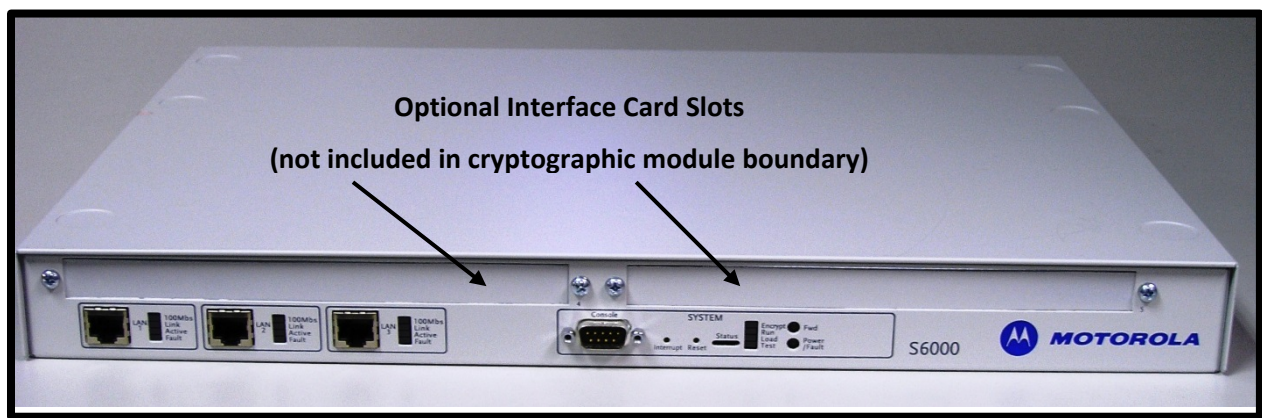 Optional Interface Card Slots
(not included in cryptographic module boundary)
4
5
LAN
1
100Mbs
Link
Active
Fault
LAN
2
100Mbs
Link
Active
Fault
LAN
3
100Mbs
Link
Active
Fault
Console
SYSTEM
Interrupt
Reset
Status
Encrypt
Run
Load
Test
Fwd
Power
/Fault
S6000
MOTOROLA